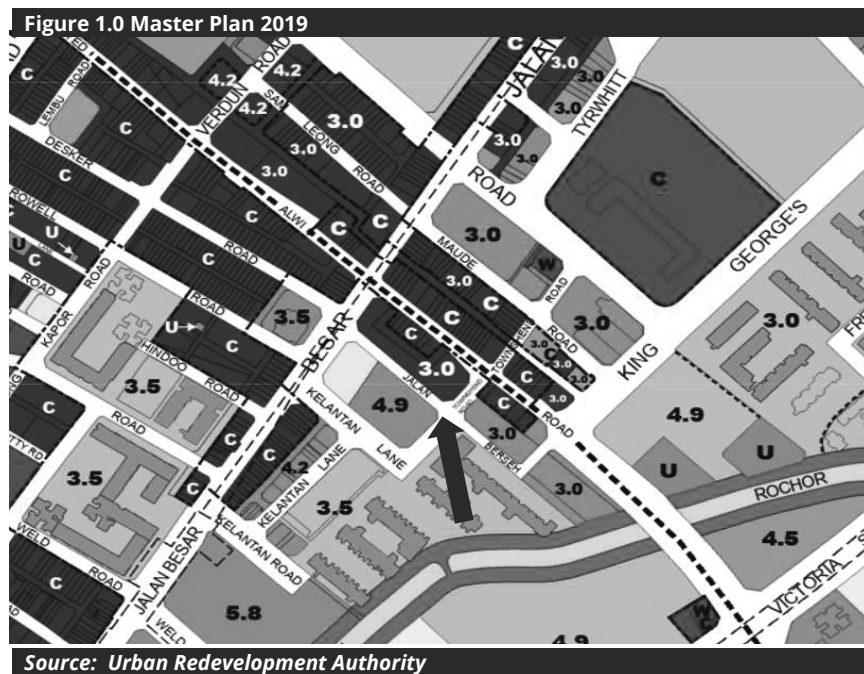 Figure 1.0 Master Plan 2019
ROAD
VERDUN ROAD
JALAN
LEMBU ROAD
4.2
4.2
4.2
C
3.0
3.0
TYRWHITT
SAM LEONG ROAD
3.0
3.0
3.0
3.0
3.0
C
DESKER ROAD
C
3.0
C
ROWELL ROAD
C
ALWI
C
C
ROAD
GEORGE'S
U
U
C
C
MAUDE ROAD
3.0
W
KAPOR ROAD
3.0
C
3.0
3.0
3.5
BESAR
C
TOWNSHEND
3.0
C
3.0
3.0
3.0
KING
U
C
HINDOO ROAD
3.5
C
3.0
JALAN BERSEH
TOWNSHEND ROAD
C
C
ROAD
4.9
KELANTAN LANE
4.9
3.0
U
U
ROCHOR
3.5
C
C
4.2
KELANTAN LANE
3.5
3.0
4.5
VICTORIA
WELD ROAD
C
KELANTAN ROAD
JALAN BESAR
C
C
WELD
5.8
4.9
W
C
Source: Urban Redevelopment Authority